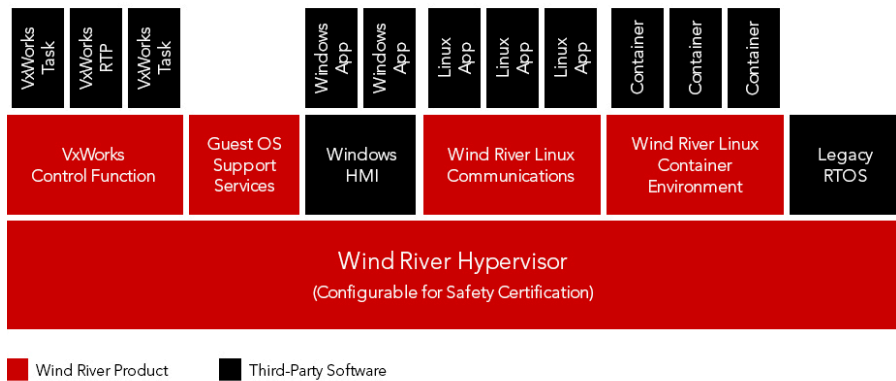 VxWorks
Task
VxWorks
RTP
VxWorks
Task
Windows
App
Windows
App
Linux
App
Linux
App
Linux
App
Container
Container
Container
VxWorks
Control Function
Guest OS
Support
Services
Windows
HMI
Wind River Linux
Communications
Wind River Linux
Container
Environment
Legacy
RTOS
Wind River Hypervisor
(Configurable for Safety Certification)
Wind River Product
Third-Party Software